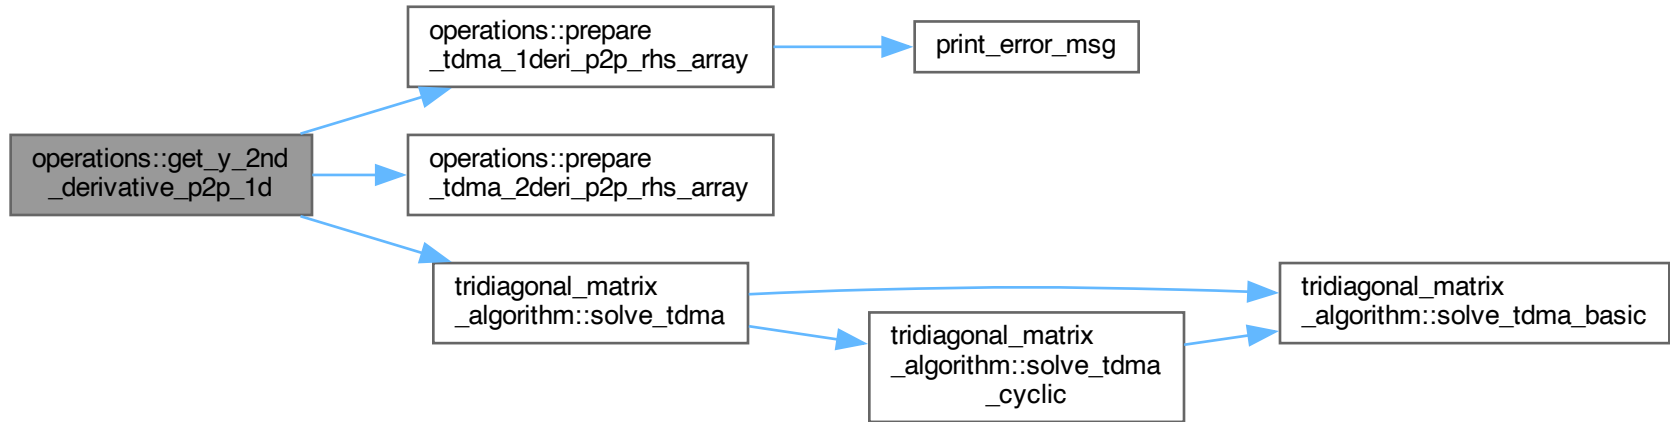 operations::prepare
_tdma_1deri_p2p_rhs_array
print_error_msg
operations::get_y_2nd
_derivative_p2p_1d
operations::prepare
_tdma_2deri_p2p_rhs_array
tridiagonal_matrix
_algorithm::solve_tdma
tridiagonal_matrix
_algorithm::solve_tdma_basic
tridiagonal_matrix
_algorithm::solve_tdma
_cyclic